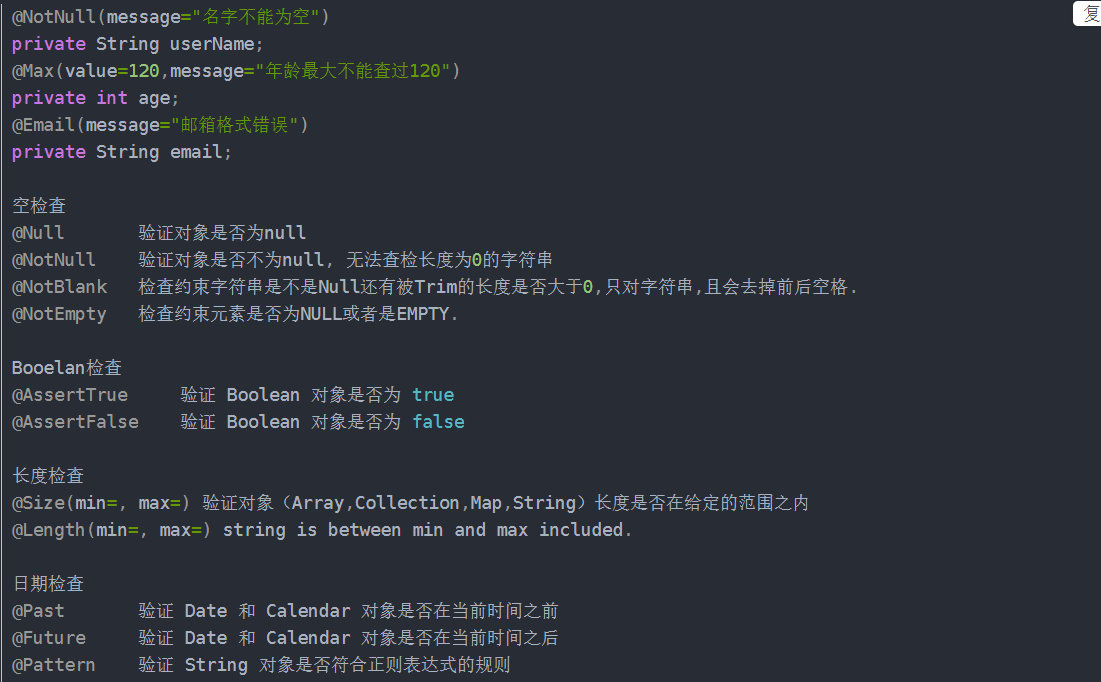 @NotNull(message="名字不能为空")
复
private String userName;
@Max(value=120,message="年龄最大不能查过120")
private int age;
@Email(message="邮箱格式错误")
private String email;
空检查
@Null 验证对象是否为null
@NotNull 验证对象是否不为null, 无法查检长度为0的字符串
@NotBlank 检查约束字符串是不是Null还有被Trim的长度是否大于0,只对字符串,且会去掉前后空格.
@NotEmpty 检查约束元素是否为NULL或者是EMPTY.
Booelan检查
@AssertTrue 验证 Boolean 对象是否为 true
@AssertFalse 验证 Boolean 对象是否为 false
长度检查
@Size(min=, max=) 验证对象（Array,Collection,Map,String）长度是否在给定的范围之内
@Length(min=, max=) string is between min and max included.
日期检查
@Past 验证 Date 和 Calendar 对象是否在当前时间之前
@Future 验证 Date 和 Calendar 对象是否在当前时间之后
@Pattern 验证 String 对象是否符合正则表达式的规则